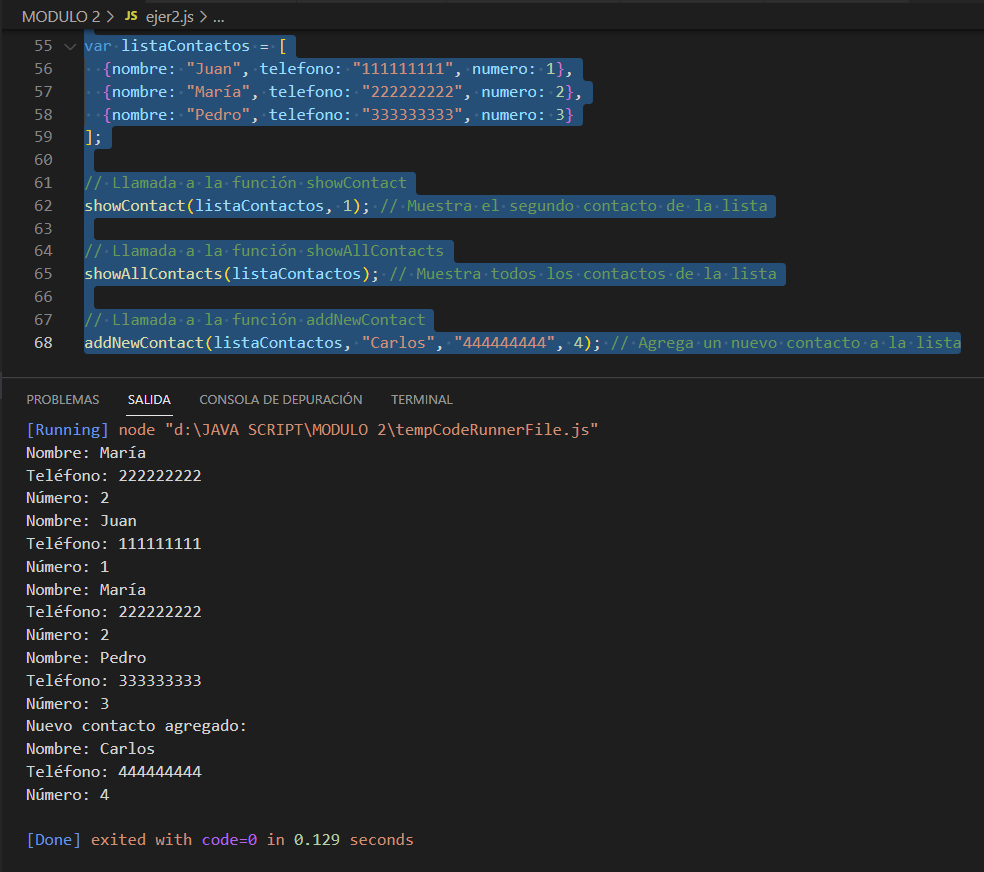 MODULO 2 > JS ejer2.js > ...
55 var listaContactos = [
56 {nombre: "Juan", telefono: "111111111", numero: 1},
57 {nombre: "María", telefono: "222222222", numero: 2},
58 {nombre: "Pedro", telefono: "333333333", numero: 3}
59 ];
60
61 // Llamada a la función showContact
62 showContact(listaContactos, 1); // Muestra el segundo contacto de la lista
63
64 // Llamada a la función showAllContacts
65 showAllContacts(listaContactos); // Muestra todos los contactos de la lista
66
67 // Llamada a la función addNewContact
68 addNewContact(listaContactos, "Carlos", "444444444", 4); // Agrega un nuevo contacto a la lista
PROBLEMAS SALIDA CONSOLA DE DEPURACIÓN TERMINAL
[Running] node "d:\JAVA SCRIPT\MODULO 2\tempCodeRunnerFile.js"
Nombre: María
Teléfono: 222222222
Número: 2
Nombre: Juan
Teléfono: 111111111
Número: 1
Nombre: María
Teléfono: 222222222
Número: 2
Nombre: Pedro
Teléfono: 333333333
Número: 3
Nuevo contacto agregado:
Nombre: Carlos
Teléfono: 444444444
Número: 4
[Done] exited with code=0 in 0.129 seconds